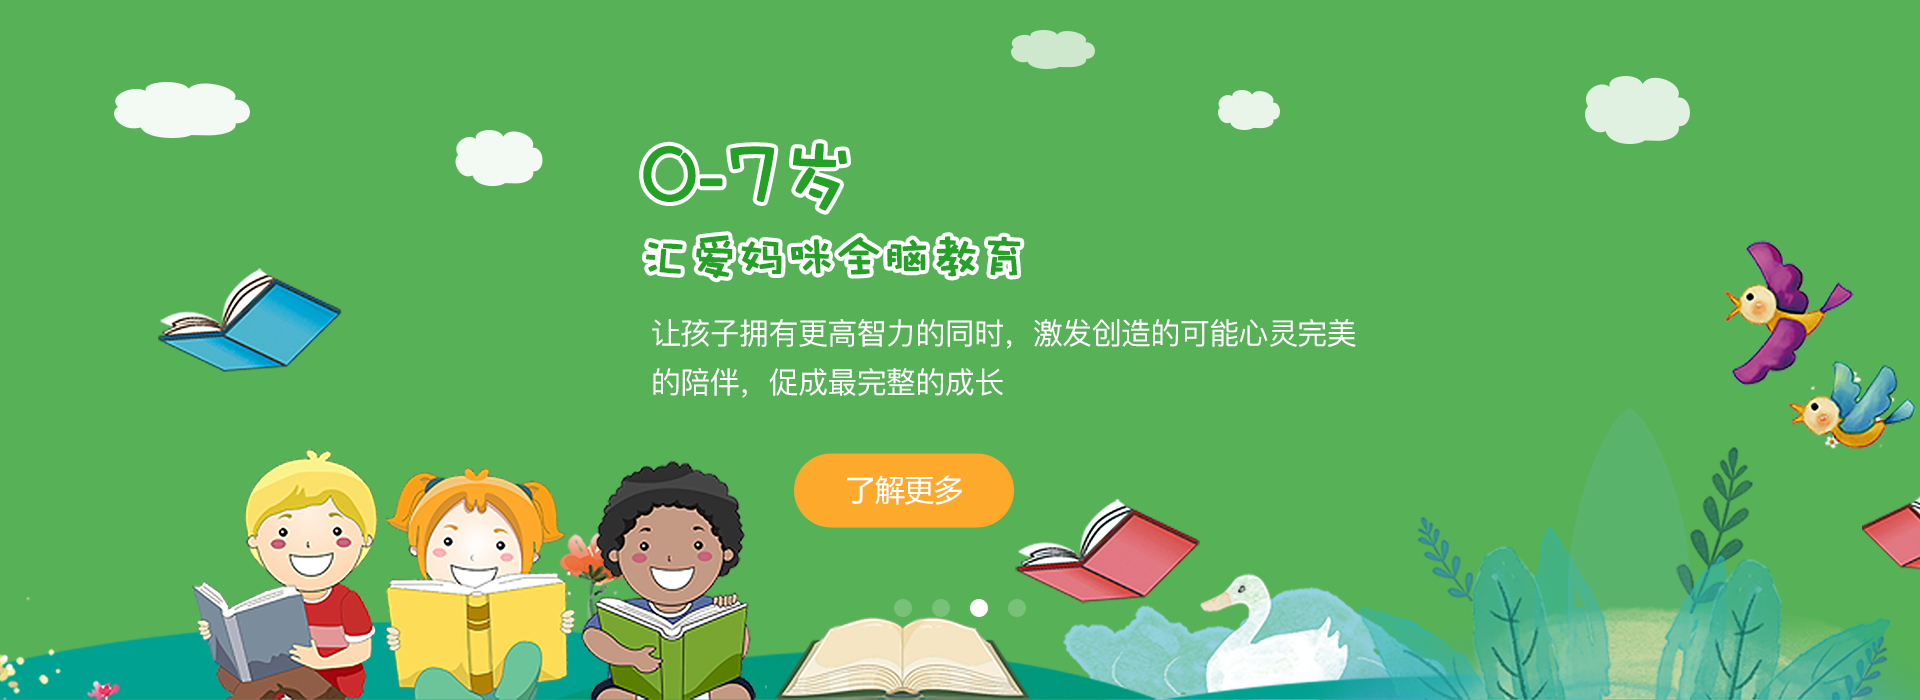 0-7岁
汇爱妈咪全脑教育
让孩子拥有更高智力的同时，激发创造的可能心灵完美
的陪伴，促成最完整的成长
了解更多